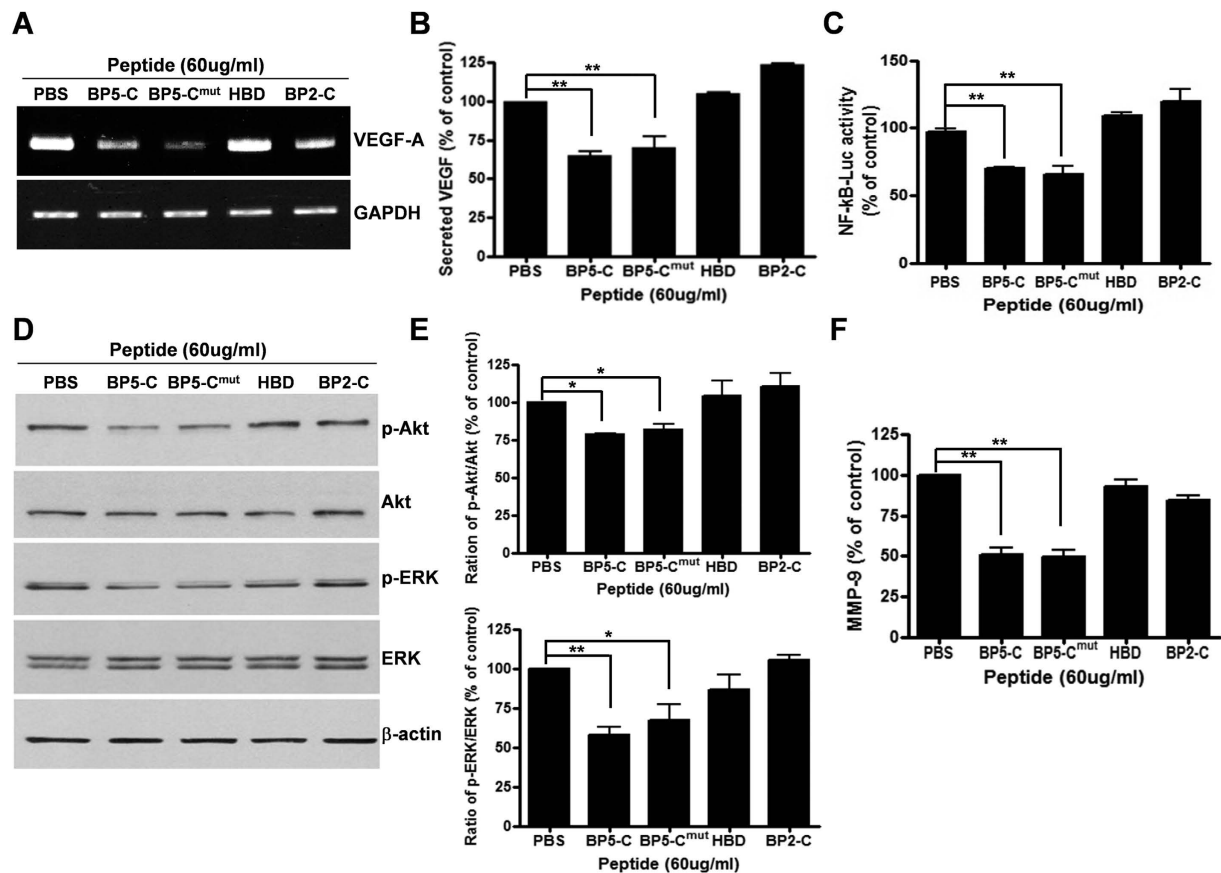 A
Peptide (60ug/ml)
PBS BP5-C BP5-C^mut HBD BP2-C
VEGF-A
GAPDH
B
Secreted VEGF (% of control)
125
100
75
50
25
0
**
**
PBS BP5-C BP5-C^mut HBD BP2-C
Peptide (60ug/ml)
C
NF-kB-Luc activity
(% of control)
150
100
50
0
**
**
PBS BP5-C BP5-C^mut HBD BP2-C
Peptide (60ug/ml)
D
Peptide (60ug/ml)
PBS BP5-C BP5-C^mut HBD BP2-C
p-Akt
Akt
p-ERK
ERK
β-actin
E
Ration of p-Akt/Akt (% of control)
125
100
75
50
25
0
*
*
PBS BP5-C BP5-C^mut HBD BP2-C
Peptide (60ug/ml)
Ratio of p-ERK/ERK (% of control)
125
100
75
50
25
0
*
**
PBS BP5-C BP5-C^mut HBD BP2-C
Peptide (60ug/ml)
F
MMP-9 (% of control)
125
100
75
50
25
0
**
**
PBS BP5-C BP5-C^mut HBD BP2-C
Peptide (60ug/ml)